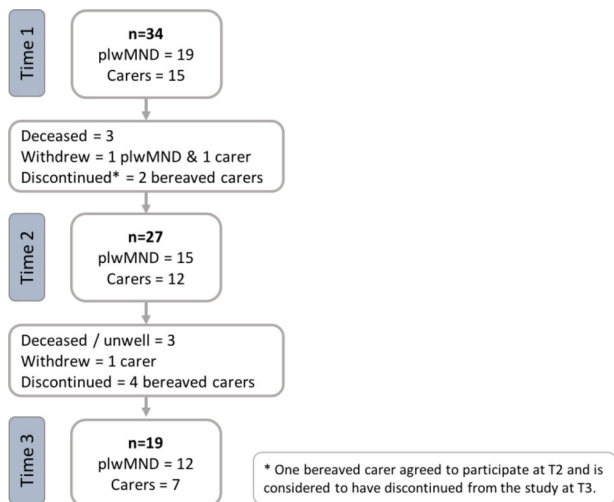 Time 1
n=34
plwMND = 19
Carers = 15
Deceased = 3
Withdrew = 1 plwMND & 1 carer
Discontinued* = 2 bereaved carers
Time 2
n=27
plwMND = 15
Carers = 12
Deceased / unwell = 3
Withdrew = 1 carer
Discontinued = 4 bereaved carers
Time 3
n=19
plwMND = 12
Carers = 7
* One bereaved carer agreed to participate at T2 and is
considered to have discontinued from the study at T3.